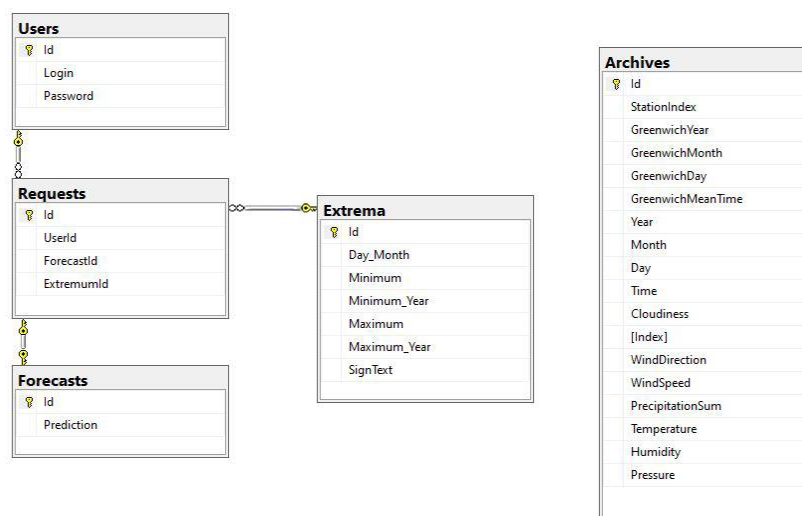 Users
Id
Login
Password
Requests
Id
UserId
ForecastId
ExtremumId
Forecasts
Id
Prediction
Extrema
Id
Day_Month
Minimum
Minimum_Year
Maximum
Maximum_Year
SignText
Archives
Id
StationIndex
GreenwichYear
GreenwichMonth
GreenwichDay
GreenwichMeanTime
Year
Month
Day
Time
Cloudiness
[Index]
WindDirection
WindSpeed
PrecipitationSum
Temperature
Humidity
Pressure